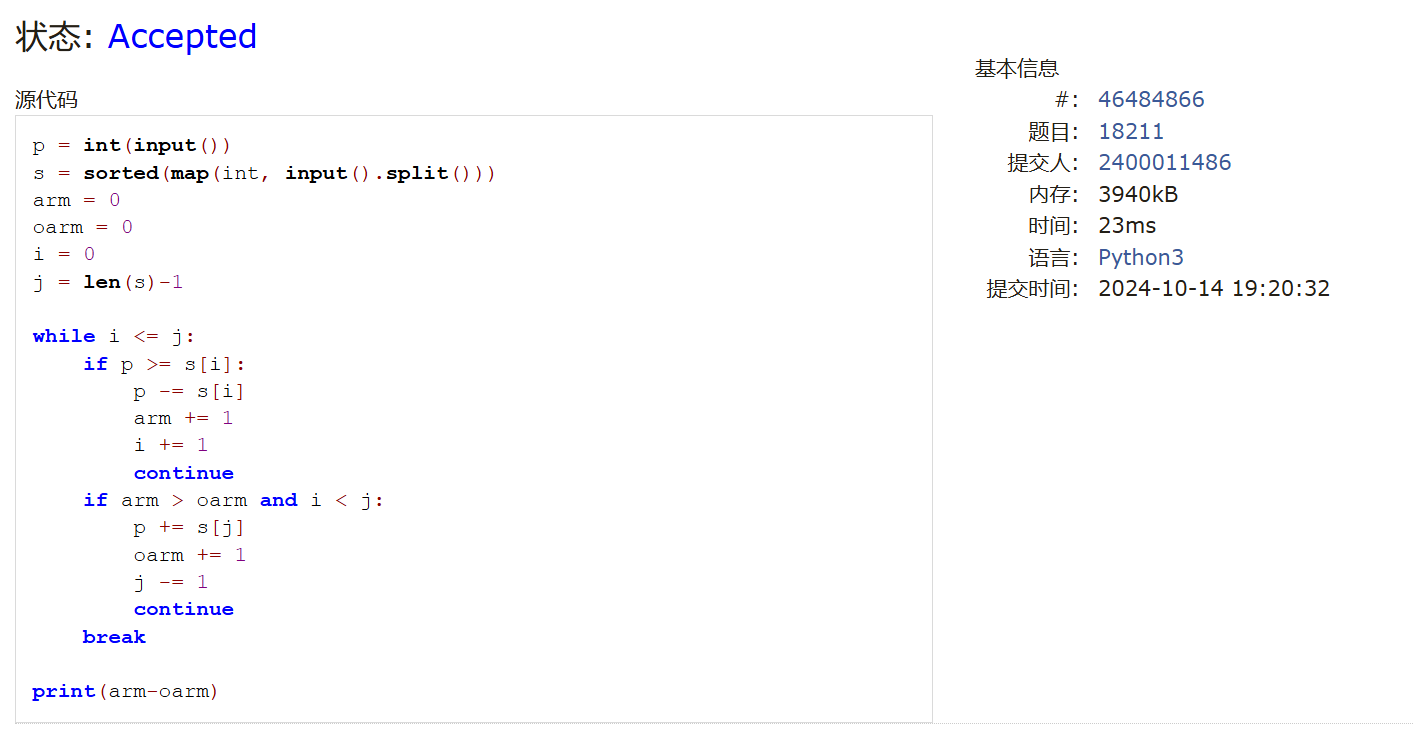 状态: Accepted
源代码
p = int(input())
s = sorted(map(int, input().split()))
arm = 0
oarm = 0
i = 0
j = len(s)-1
while i <= j:
    if p >= s[i]:
        p -= s[i]
        arm += 1
        i += 1
        continue
    if arm > oarm and i < j:
        p += s[j]
        oarm += 1
        j -= 1
        continue
    break
print(arm-oarm)
基本信息
#: 46484866
题目: 18211
提交人: 2400011486
内存: 3940kB
时间: 23ms
语言: Python3
提交时间: 2024-10-14 19:20:32